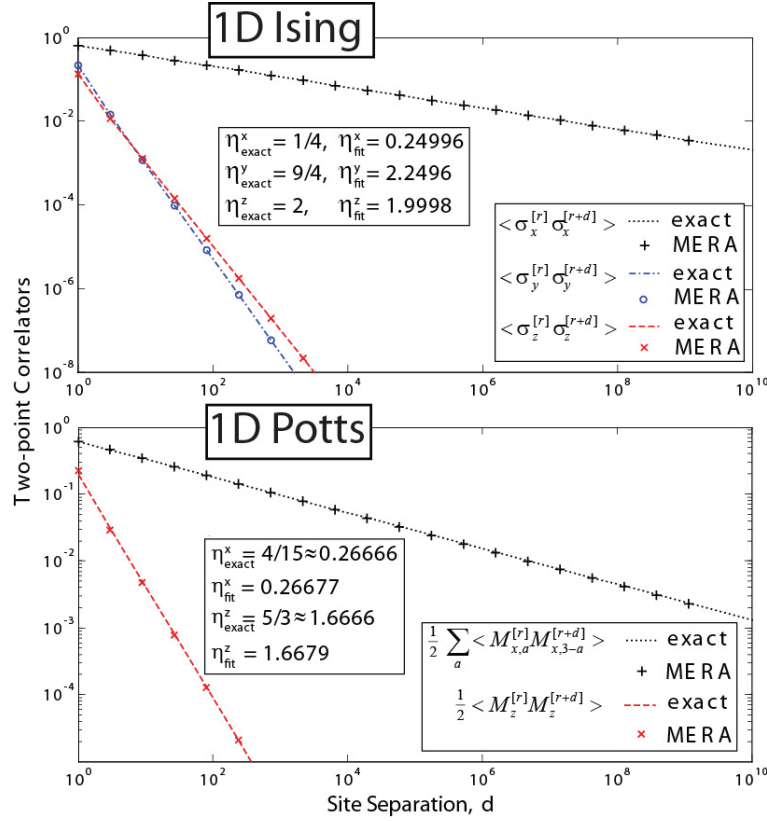 1D Ising
10^0
10^-2
10^-4
10^-6
10^-8
η^x_exact = 1/4, η^x_fit = 0.24996
η^y_exact = 9/4, η^y_fit = 2.2496
η^z_exact = 2, η^z_fit = 1.9998
<σ_x^[r] σ_x^[r+d]> exact
MERA
<σ_y^[r] σ_y^[r+d]> exact
MERA
<σ_z^[r] σ_z^[r+d]> exact
MERA
10^0 10^2 10^4 10^6 10^8 10^10
Two-point Correlators
1D Potts
10^0
10^-1
10^-2
10^-3
10^-4
η^x_exact = 4/15≈0.26666
η^x_fit = 0.26677
η^z_exact = 5/3≈1.6666
η^z_fit = 1.6679
1/2 ∑_a <M_{x,a}^[r] M_{x,3-a}^[r+d]> exact
MERA
1/2 <M_z^[r] M_z^[r+d]> exact
MERA
10^0 10^2 10^4 10^6 10^8 10^10
Site Separation, d